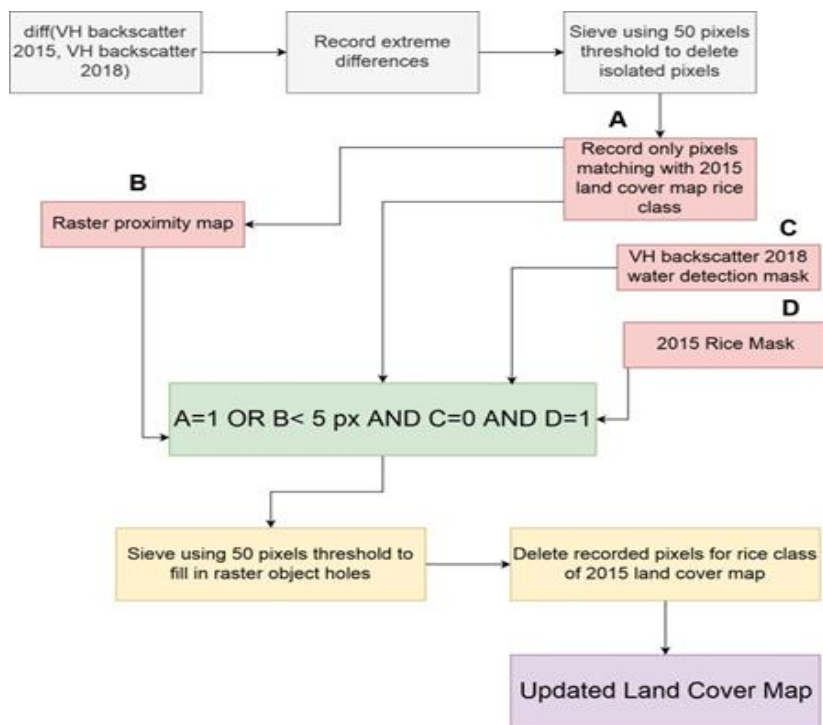 diff(VH backscatter
2015, VH backscatter
2018)
Record extreme
differences
Sieve using 50 pixels
threshold to delete
isolated pixels
A
Record only pixels
matching with 2015
land cover map rice
class
B
Raster proximity map
C
VH backscatter 2018
water detection mask
D
2015 Rice Mask
A=1 OR B< 5 px AND C=0 AND D=1
Sieve using 50 pixels threshold to
fill in raster object holes
Delete recorded pixels for rice class
of 2015 land cover map
Updated Land Cover Map